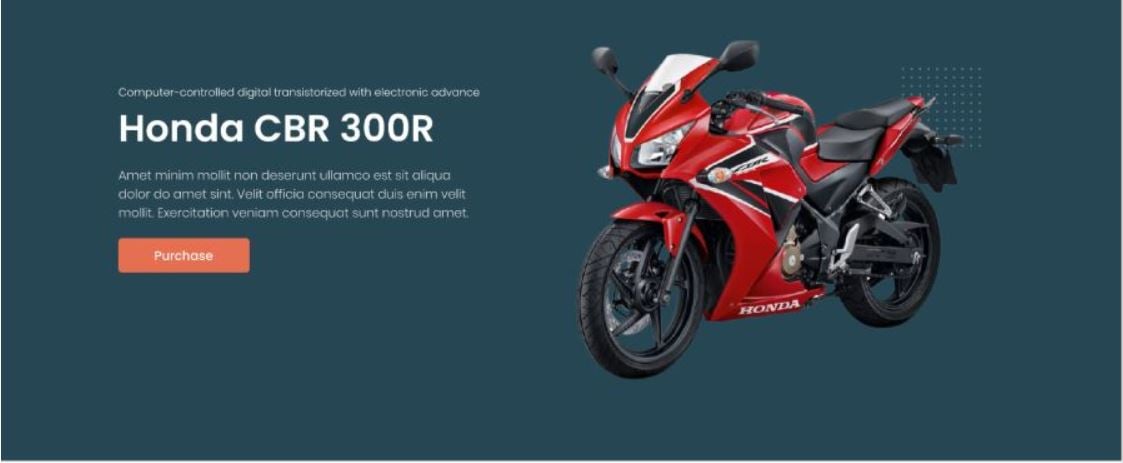 Computer-controlled digital transistorized with electronic advance
Honda CBR 300R
Amet minim mollit non deserunt ullamco est sit aliqua
dolor do amet sint. Velit officia consequat duis enim velit
mollit. Exercitation veniam consequat sunt nostrud amet.
Purchase
CBR
HONDA